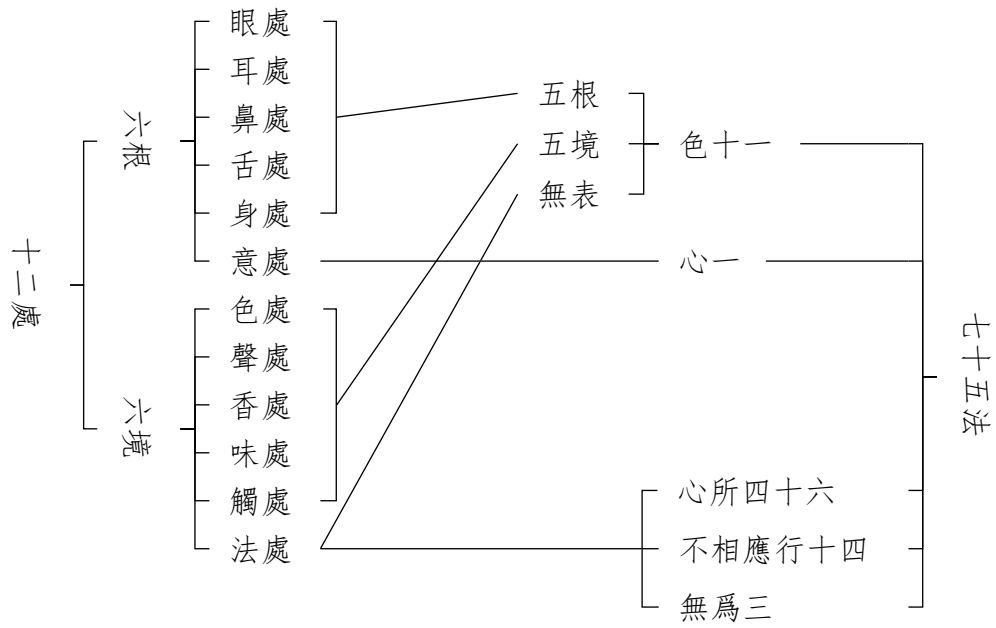 十二處
六根
六境
眼處
耳處
鼻處
舌處
身處
意處
色處
聲處
香處
味處
觸處
法處
五根
五境
無表
色十一
心一
心所四十六
不相應行十四
無爲三
七十五法